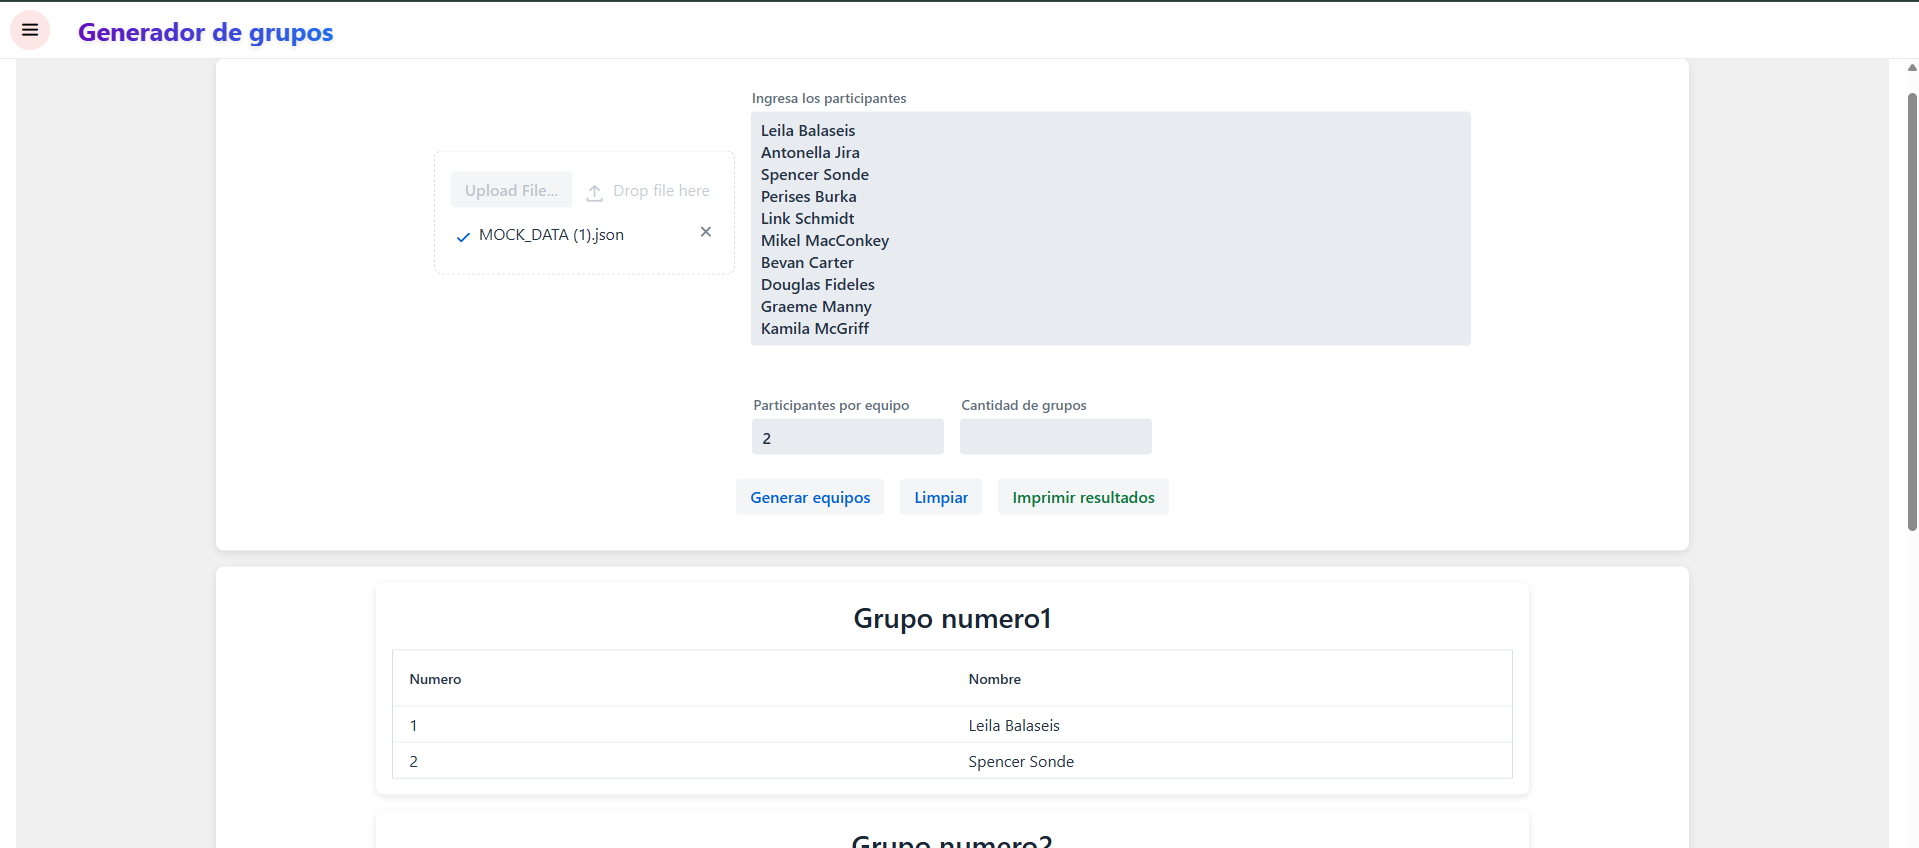 Generador de grupos
Ingresa los participantes
Leila Balaseis
Antonella Jira
Spencer Sonde
Perises Burka
Link Schmidt
Mikel MacConkey
Bevan Carter
Douglas Fideles
Graeme Manny
Kamila McGriff
Upload File... Drop file here
MOCK_DATA (1).json
Participantes por equipo Cantidad de grupos
2
Generar equipos Limpiar Imprimir resultados
Grupo numero1
Numero Nombre
1 Leila Balaseis
2 Spencer Sonde
Grupo numero2